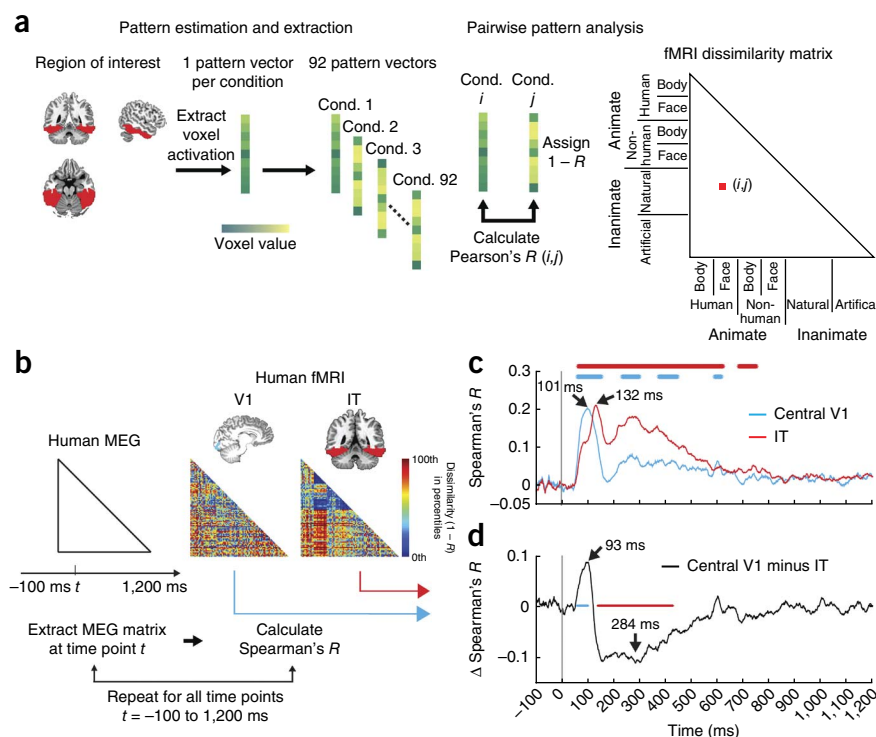 a
Pattern estimation and extraction
Pairwise pattern analysis
Region of interest
1 pattern vector
per condition
92 pattern vectors
Extract
voxel
activation
Cond. 1
Cond. 2
Cond. 3
Cond. 92
Voxel value
Cond.
i
Cond.
j
Assign
1 – R
Calculate
Pearson's R (i,j)
fMRI dissimilarity matrix
Animate
Human
Body
Face
Non-
human
Body
Face
Inanimate
Natural
Artificial
(i,j)
Body
Face
Body
Face
Human
Non-
human
Natural
Artifica
Animate
Inanimate
b
Human fMRI
V1
IT
Human MEG
100th
0th
Dissimilarity (1 – R)
in percentiles
–100 ms
t
1,200 ms
Extract MEG matrix
at time point t
Calculate
Spearman's R
Repeat for all time points
t = –100 to 1,200 ms
c
0.3
0.2
0.1
0
–0.05
Spearman's R
101 ms
132 ms
Central V1
IT
d
0.1
0
–0.1
Δ Spearman's R
93 ms
284 ms
Central V1 minus IT
–100
0
100
200
300
400
500
600
700
800
900
1,000
1,100
1,200
Time (ms)